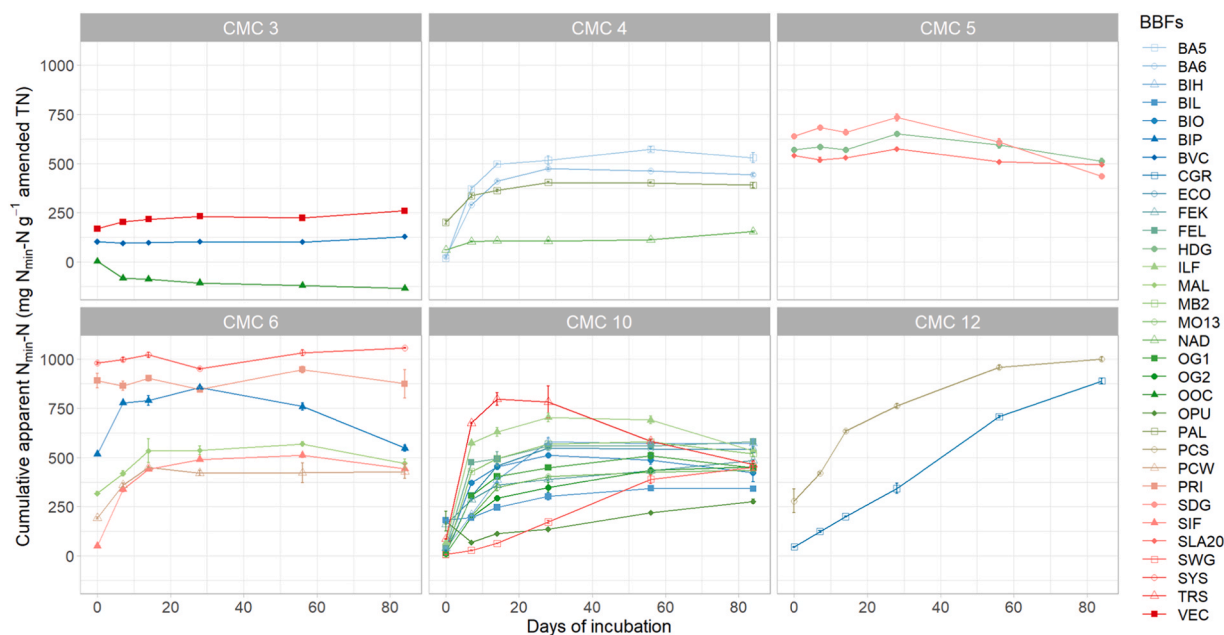 CMC 3 CMC 4 CMC 5
BBFs
Cumulative apparent Nmin-N (mg Nmin-N g⁻¹ amended TN)
1000
750
500
250
0
CMC 6 CMC 10 CMC 12
1000
750
500
250
0
0 20 40 60 80 0 20 40 60 80 0 20 40 60 80
Days of incubation
BA5
BA6
BIH
BIL
BIO
BIP
BVC
CGR
ECO
FEK
FEL
HDG
ILF
MAL
MB2
MO13
NAD
OG1
OG2
OOC
OPU
PAL
PCS
PCW
PRI
SDG
SIF
SLA20
SWG
SYS
TRS
VEC